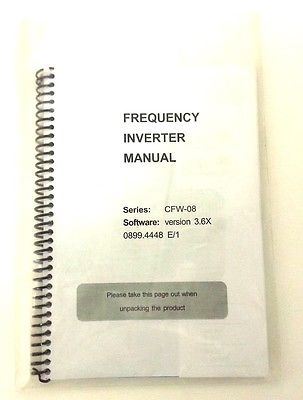 FREQUENCY
INVERTER
MANUAL
Series: CFW-08
Software: version 3.6X
0899.4448 E/1
Please take this page out when
unpacking the product